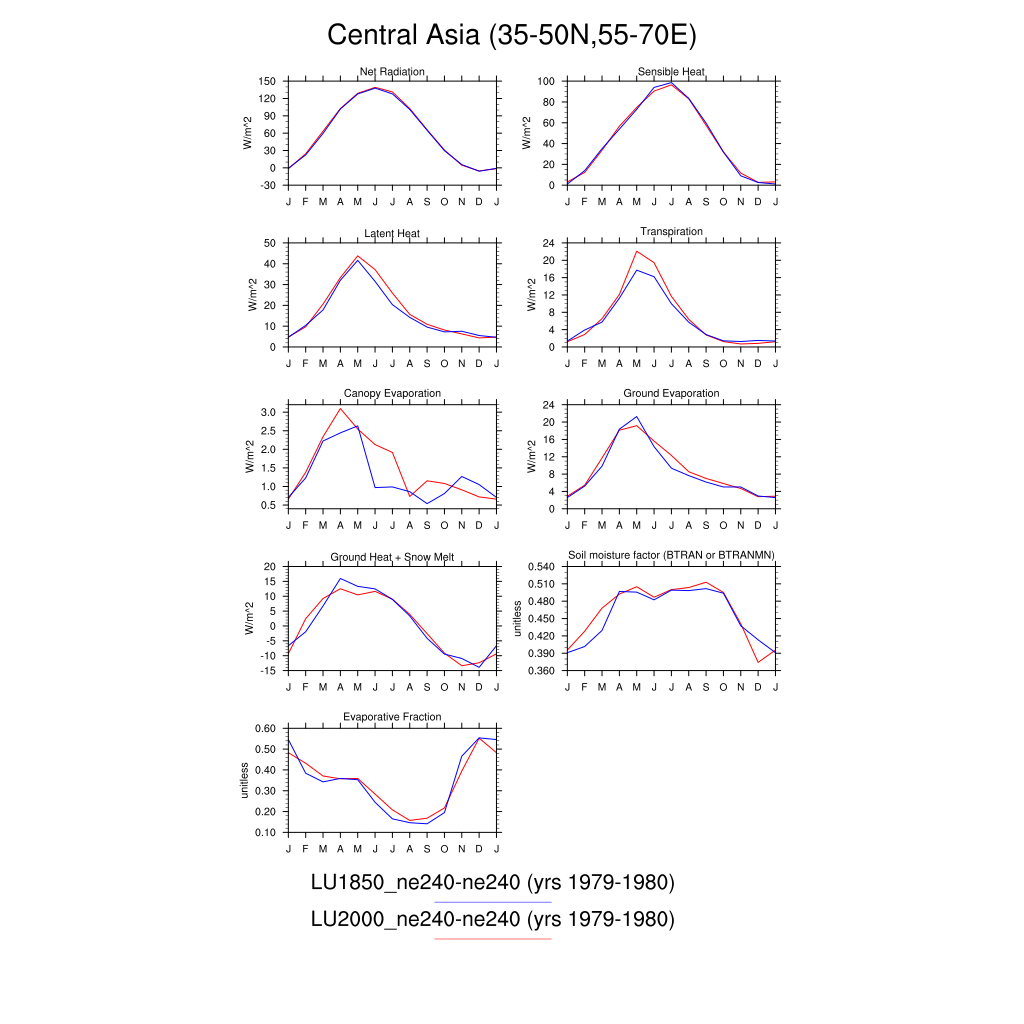 Central Asia (35-50N,55-70E)
Net Radiation
W/m^2
150
120
90
60
30
0
-30
J F M A M J J A S O N D J
Sensible Heat
W/m^2
100
80
60
40
20
0
J F M A M J J A S O N D J
Latent Heat
W/m^2
50
40
30
20
10
0
J F M A M J J A S O N D J
Transpiration
W/m^2
24
20
16
12
8
4
0
J F M A M J J A S O N D J
Canopy Evaporation
W/m^2
3.0
2.5
2.0
1.5
1.0
0.5
J F M A M J J A S O N D J
Ground Evaporation
W/m^2
24
20
16
12
8
4
0
J F M A M J J A S O N D J
Ground Heat + Snow Melt
W/m^2
20
15
10
5
0
-5
-10
-15
J F M A M J J A S O N D J
Soil moisture factor (BTRAN or BTRANMN)
unitless
0.540
0.510
0.480
0.450
0.420
0.390
0.360
J F M A M J J A S O N D J
Evaporative Fraction
unitless
0.60
0.50
0.40
0.30
0.20
0.10
J F M A M J J A S O N D J
LU1850_ne240-ne240 (yrs 1979-1980)
LU2000_ne240-ne240 (yrs 1979-1980)